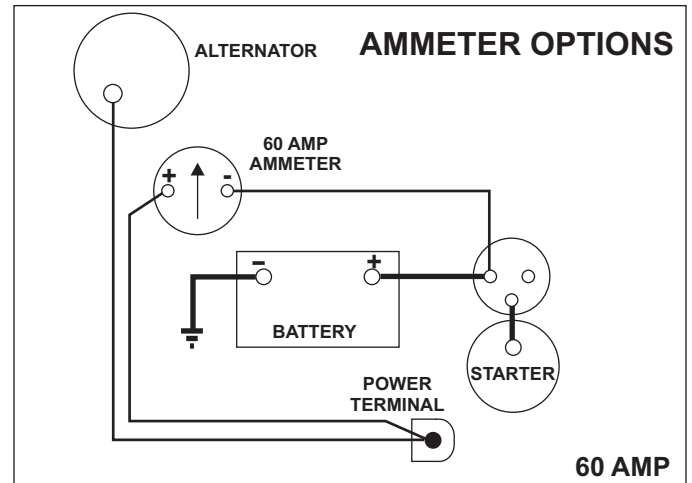 AMMETER OPTIONS
ALTERNATOR
60 AMP
AMMETER
+ -
- +
BATTERY
STARTER
POWER
TERMINAL
60 AMP